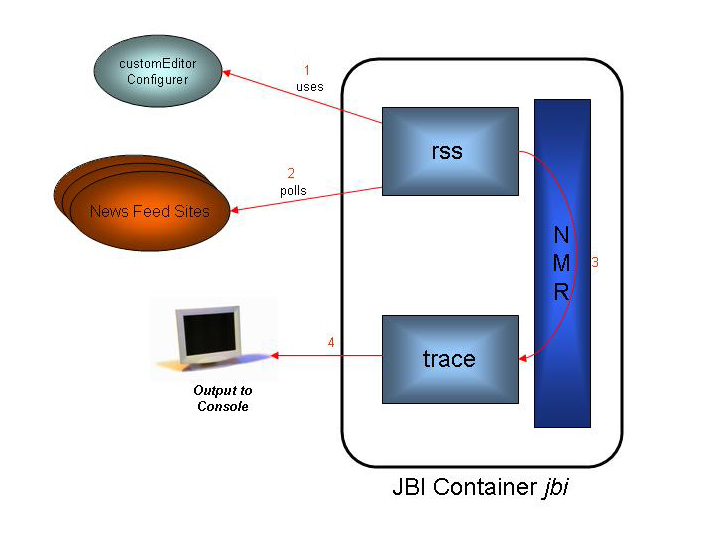 customEditor
Configurer
1
uses
rss
2
polls
News Feed Sites
N
M
R
3
4
trace
Output to
Console
JBI Container jbi